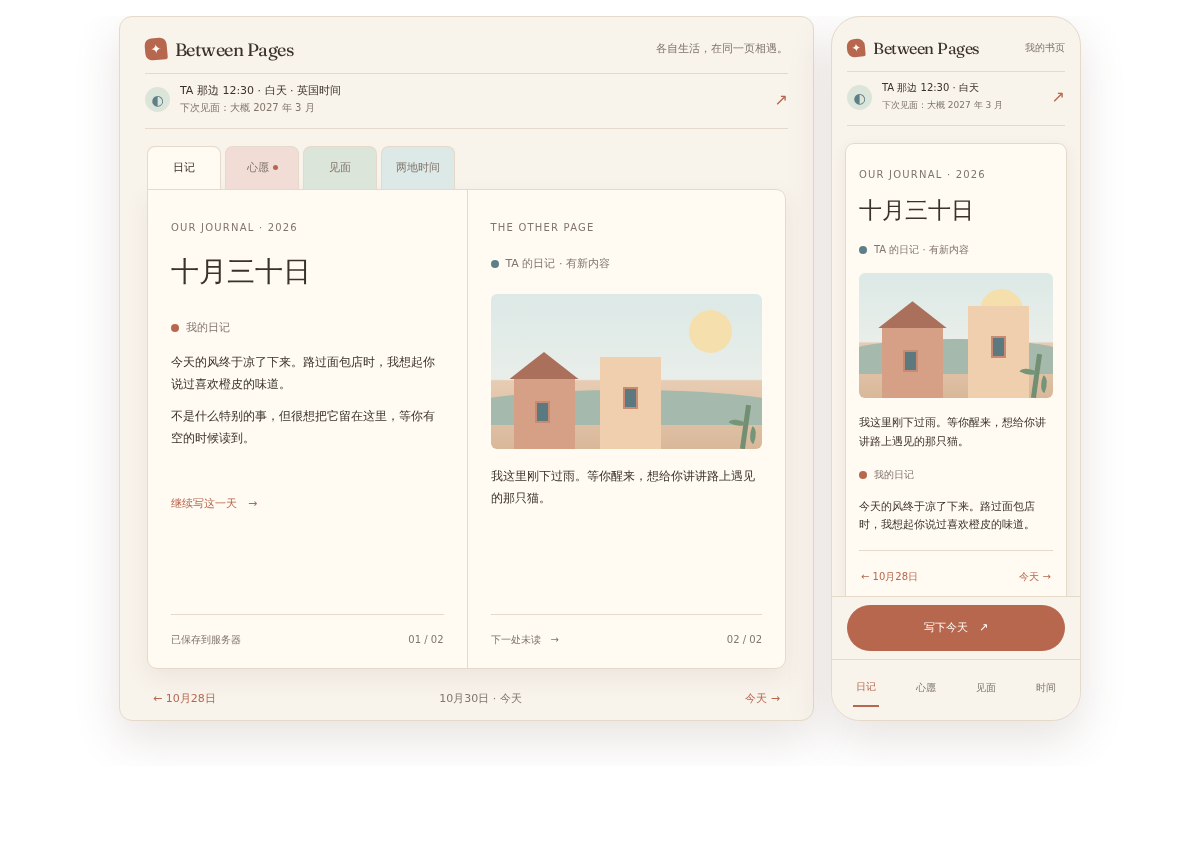 Between Pages
各自生活，在同一页相遇。
TA 那边 12:30 · 白天 · 英国时间
下次见面：大概 2027 年 3 月
↗
日记
心愿
见面
两地时间
OUR JOURNAL · 2026
十月三十日
我的日记
今天的风终于凉了下来。路过面包店时，我想起你
说过喜欢橙皮的味道。
不是什么特别的事，但很想把它留在这里，等你有
空的时候读到。
继续写这一天 →
已保存到服务器
01 / 02
THE OTHER PAGE
TA 的日记 · 有新内容
我这里刚下过雨。等你醒来，想给你讲讲路上遇见
的那只猫。
下一处未读 →
02 / 02
← 10月28日
10月30日 · 今天
今天 →
Between Pages
我的书页
TA 那边 12:30 · 白天
下次见面：大概 2027 年 3 月
↗
OUR JOURNAL · 2026
十月三十日
TA 的日记 · 有新内容
我这里刚下过雨。等你醒来，想给你讲
讲路上遇见的那只猫。
我的日记
今天的风终于凉了下来。路过面包店
时，我想起你说过喜欢橙皮的味道。
← 10月28日
今天 →
写下今天 ↗
日记
心愿
见面
时间